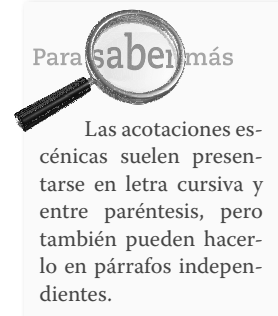 Para saber más
Las acotaciones es-
cénicas suelen presen-
tarse en letra cursiva y
entre paréntesis, pero
también pueden hacer-
lo en párrafos indepen-
dientes.